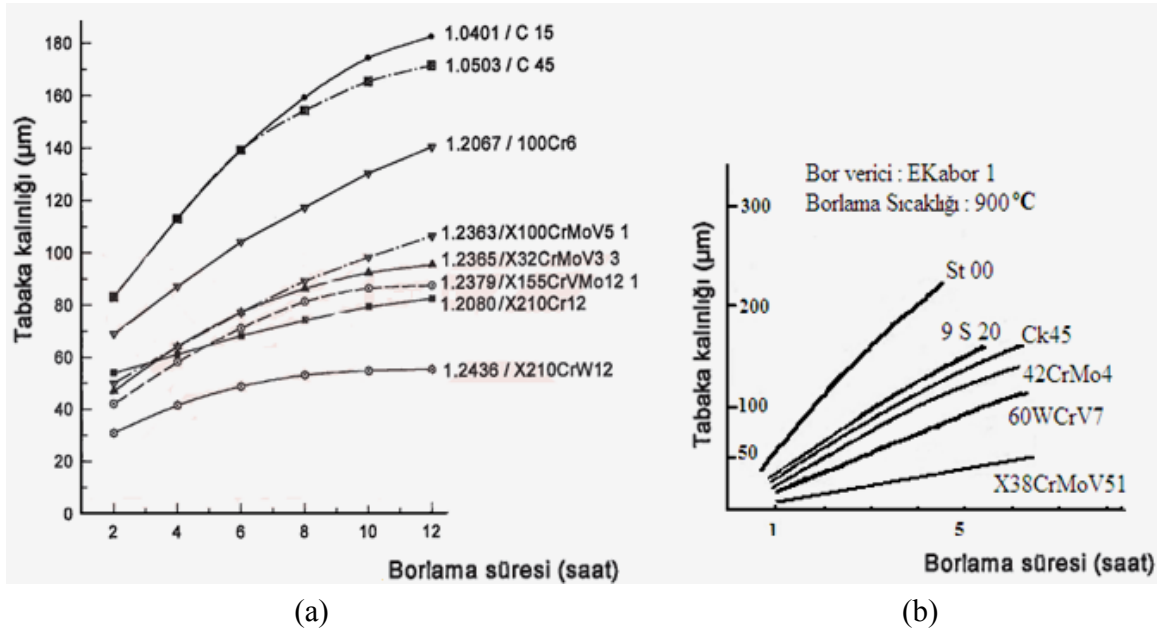 Tabaka kalınlığı (µm)
180
160
140
120
100
80
60
40
20
0
2 4 6 8 10 12
Borlama süresi (saat)
1.0401 / C 15
1.0503 / C 45
1.2067 / 100Cr6
1.2363/X100CrMoV5 1
1.2365/X32CrMoV3 3
1.2379/X155CrVMo12 1
1.2080/X210Cr12
1.2436 / X210CrW12
(a)
Bor verici : EKabor 1
Borlama Sıcaklığı : 900°C
Tabaka kalınlığı (µm)
300
200
100
50
St 00
9 S 20
Ck45
42CrMo4
60WCrV7
X38CrMoV51
1 5
Borlama süresi (saat)
(b)